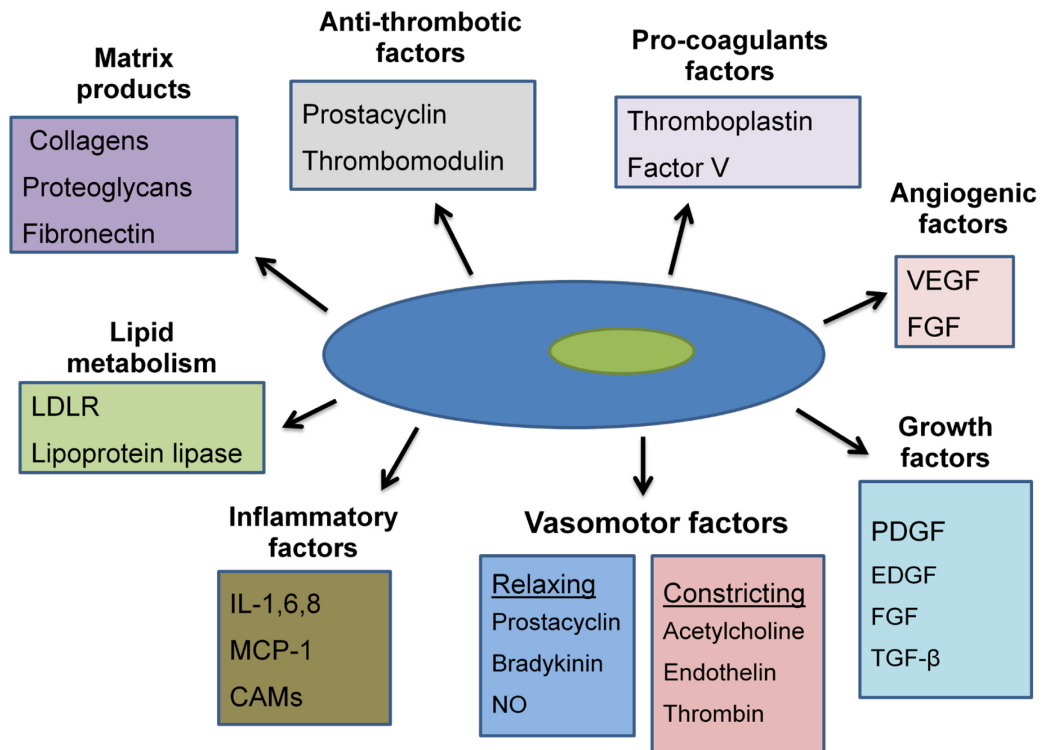 Matrix
products
Collagens
Proteoglycans
Fibronectin
Anti-thrombotic
factors
Prostacyclin
Thrombomodulin
Pro-coagulants
factors
Thromboplastin
Factor V
Angiogenic
factors
VEGF
FGF
Lipid
metabolism
LDLR
Lipoprotein lipase
Inflammatory
factors
IL-1,6,8
MCP-1
CAMs
Vasomotor factors
Relaxing
Prostacyclin
Bradykinin
NO
Constricting
Acetylcholine
Endothelin
Thrombin
Growth
factors
PDGF
EDGF
FGF
TGF-β